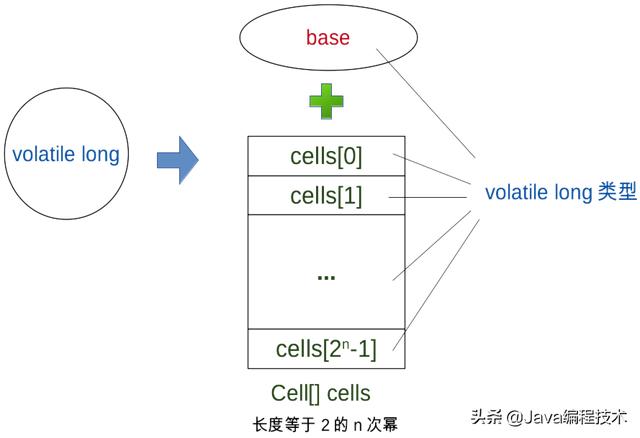 base
volatile long
cells[0]
cells[1]
volatile long 类型
...
cells[2ⁿ-1]
Cell[] cells
长度等于 2 的 n 次幂
头条 @Java编程技术